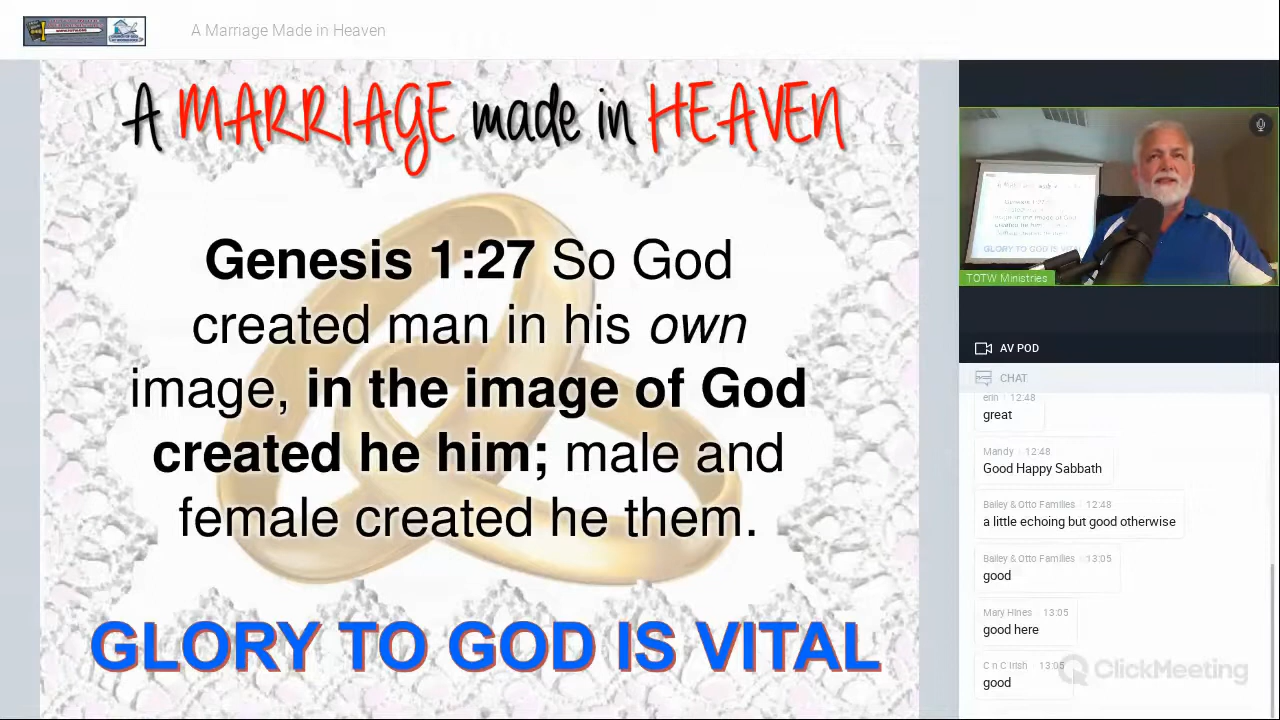 A Marriage Made in Heaven
A MARRIAGE made in HEAVEN
Genesis 1:27 So God
created man in his own
image, in the image of God
created he him; male and
female created he them.
GLORY TO GOD IS VITAL
TOTW Ministries
AV POD
CHAT
erin 12:48
great
Mandy 12:48
Good Happy Sabbath
Bailey & Otto Families 12:48
a little echoing but good otherwise
Bailey & Otto Families 13:05
good
Mary Hines 13:05
good here
C n C Irish 13:05
good
ClickMeeting